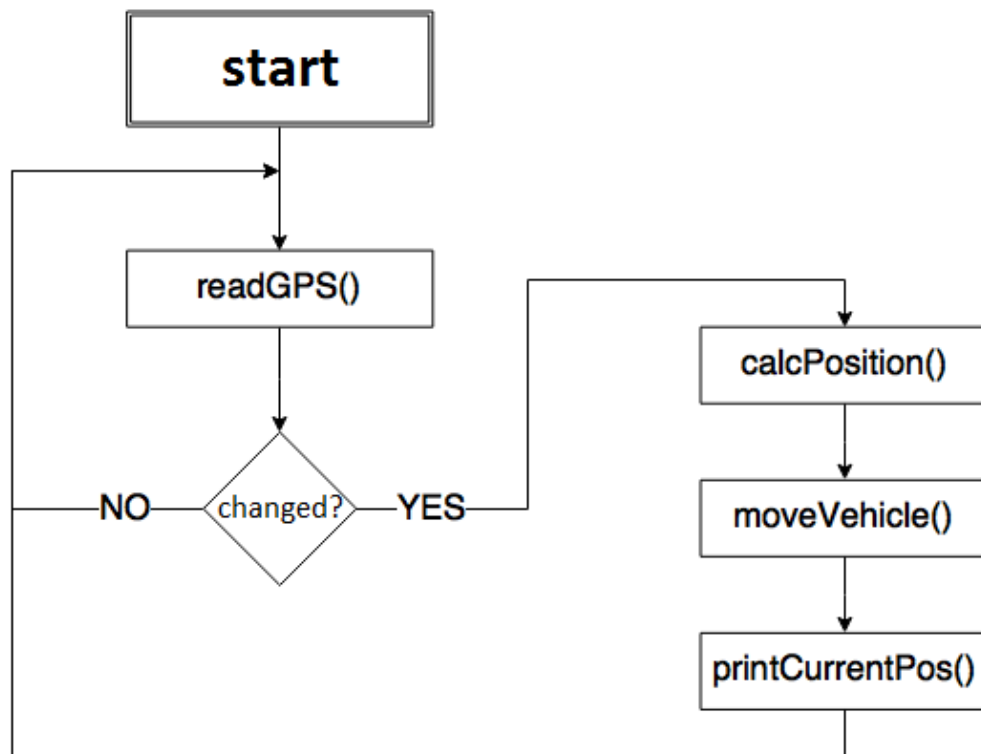 start
readGPS()
changed?
NO
YES
calcPosition()
moveVehicle()
printCurrentPos()